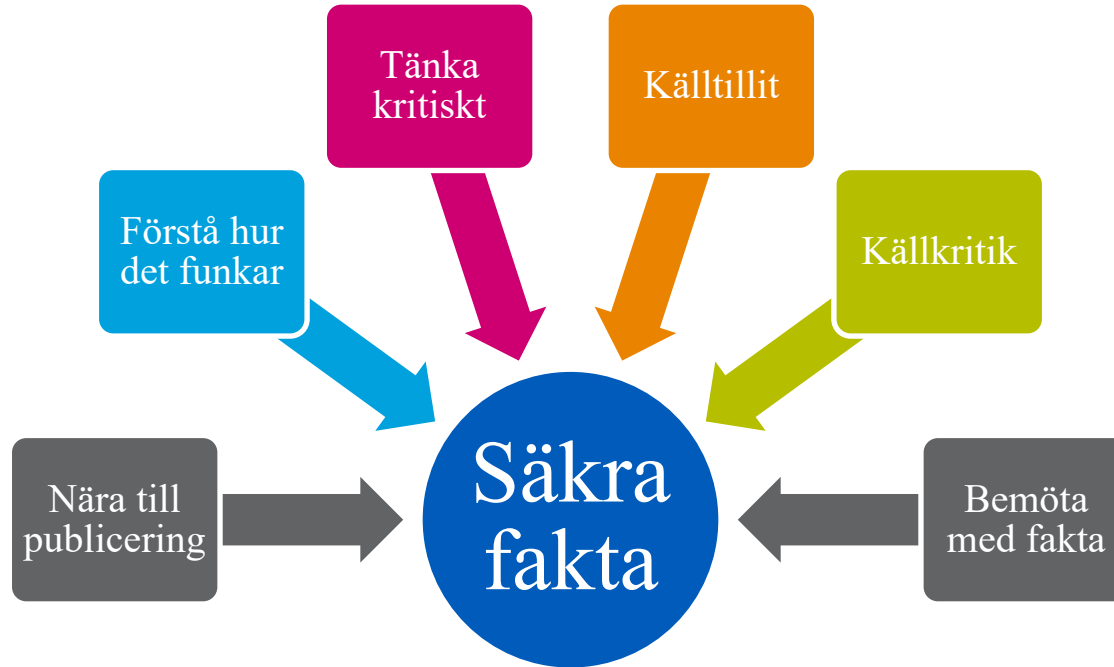 Tänka
kritiskt
Källtillit
Förstå hur
det funkar
Källkritik
Säkra
fakta
Nära till
publicering
Bemöta
med fakta